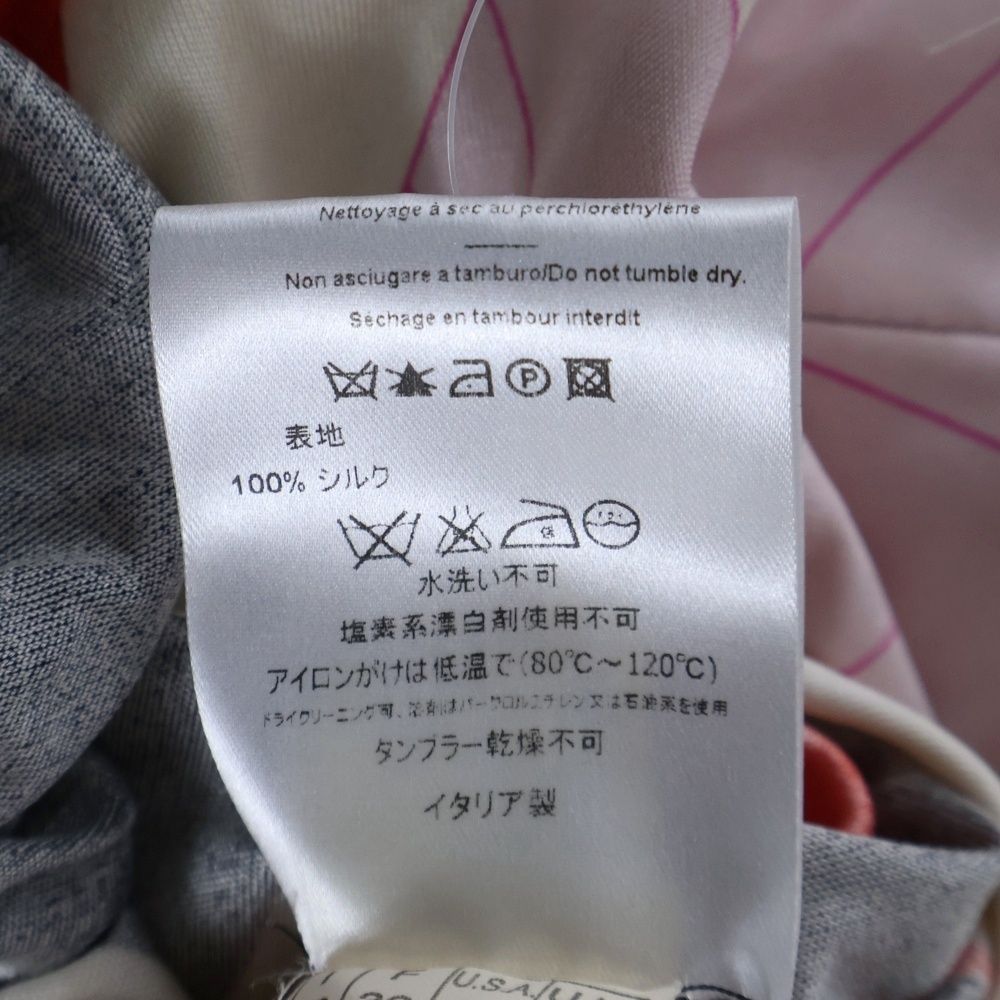 Nettoyage à sec au perchloréthylène
Non asciugare a tamburo/Do not tumble dry.
Séchage en tambour interdit
P
表地
100% シルク
低
水洗い不可
塩素系漂白剤使用不可
アイロンがけは低温で(80℃~120℃)
ドライクリーニング可、溶剤はパークロルエチレン又は石油系を使用
タンブラー乾燥不可
イタリア製
F U.S.A.